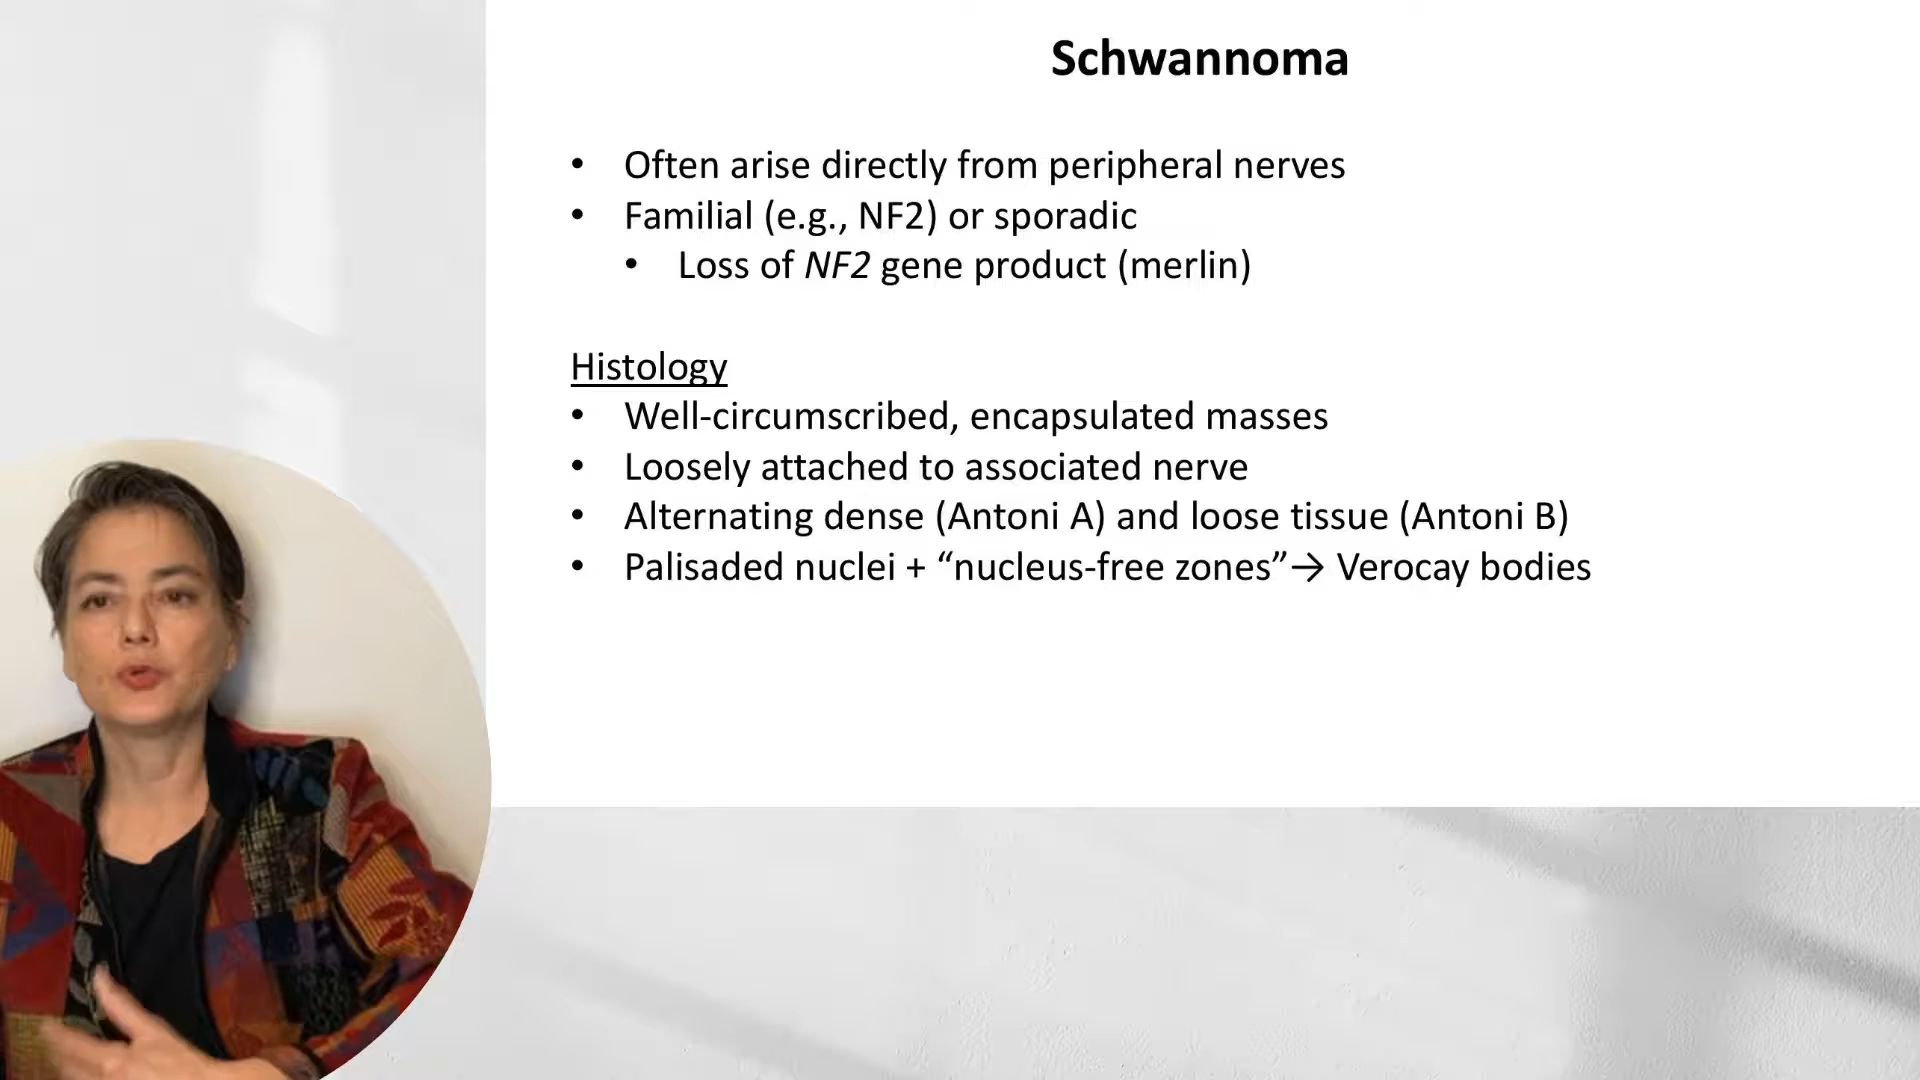 Schwannoma
• Often arise directly from peripheral nerves
• Familial (e.g., NF2) or sporadic
• Loss of NF2 gene product (merlin)
Histology
• Well-circumscribed, encapsulated masses
• Loosely attached to associated nerve
• Alternating dense (Antoni A) and loose tissue (Antoni B)
• Palisaded nuclei + “nucleus-free zones”→ Verocay bodies